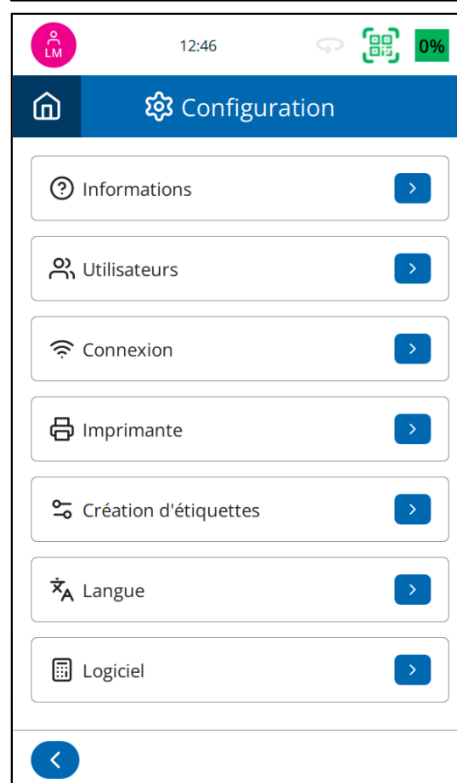 LM
12:46
0%
Configuration
Informations
Utilisateurs
Connexion
Imprimante
Création d'étiquettes
Langue
Logiciel